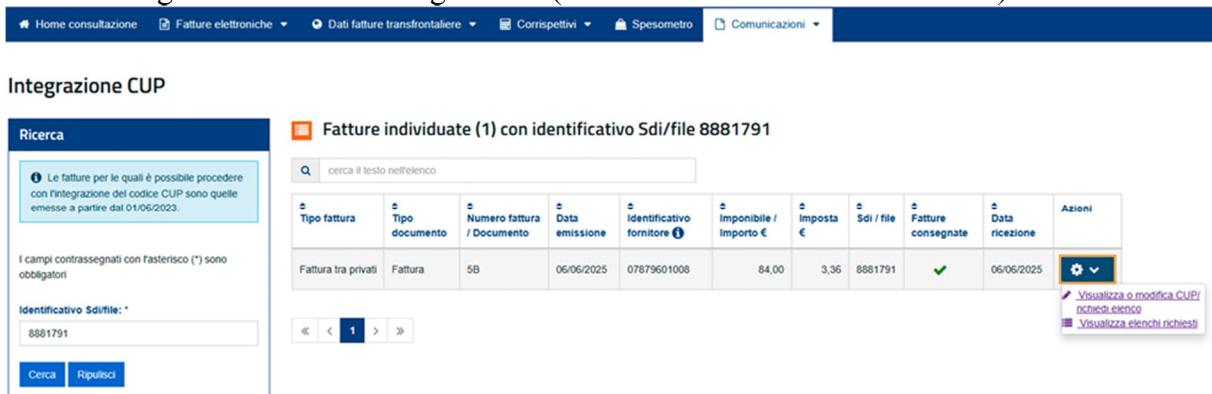 Home consultazione Fatture elettroniche Dati fatture transfrontaliere Corrispettivi Spesometro Comunicazioni
Integrazione CUP
Ricerca
Le fatture per le quali è possibile procedere
con l'integrazione del codice CUP sono quelle
emesse a partire dal 01/06/2023.
I campi contrassegnati con l'asterisco (*) sono
obbligatori
Identificativo Sdi/file: *
8881791
Cerca Ripulisci
Fatture individuate (1) con identificativo Sdi/file 8881791
cerca il testo nell'elenco
Tipo fattura Tipo documento Numero fattura / Documento Data emissione Identificativo fornitore Imponibile / Importo € Imposta € Sdi / file Fatture consegnate Data ricezione Azioni
Fattura tra privati Fattura 5B 06/06/2025 07879601008 84,00 3,36 8881791 06/06/2025
Visualizza o modifica CUP/
richiedi elenco
Visualizza elenchi richiesti
« < 1 > »